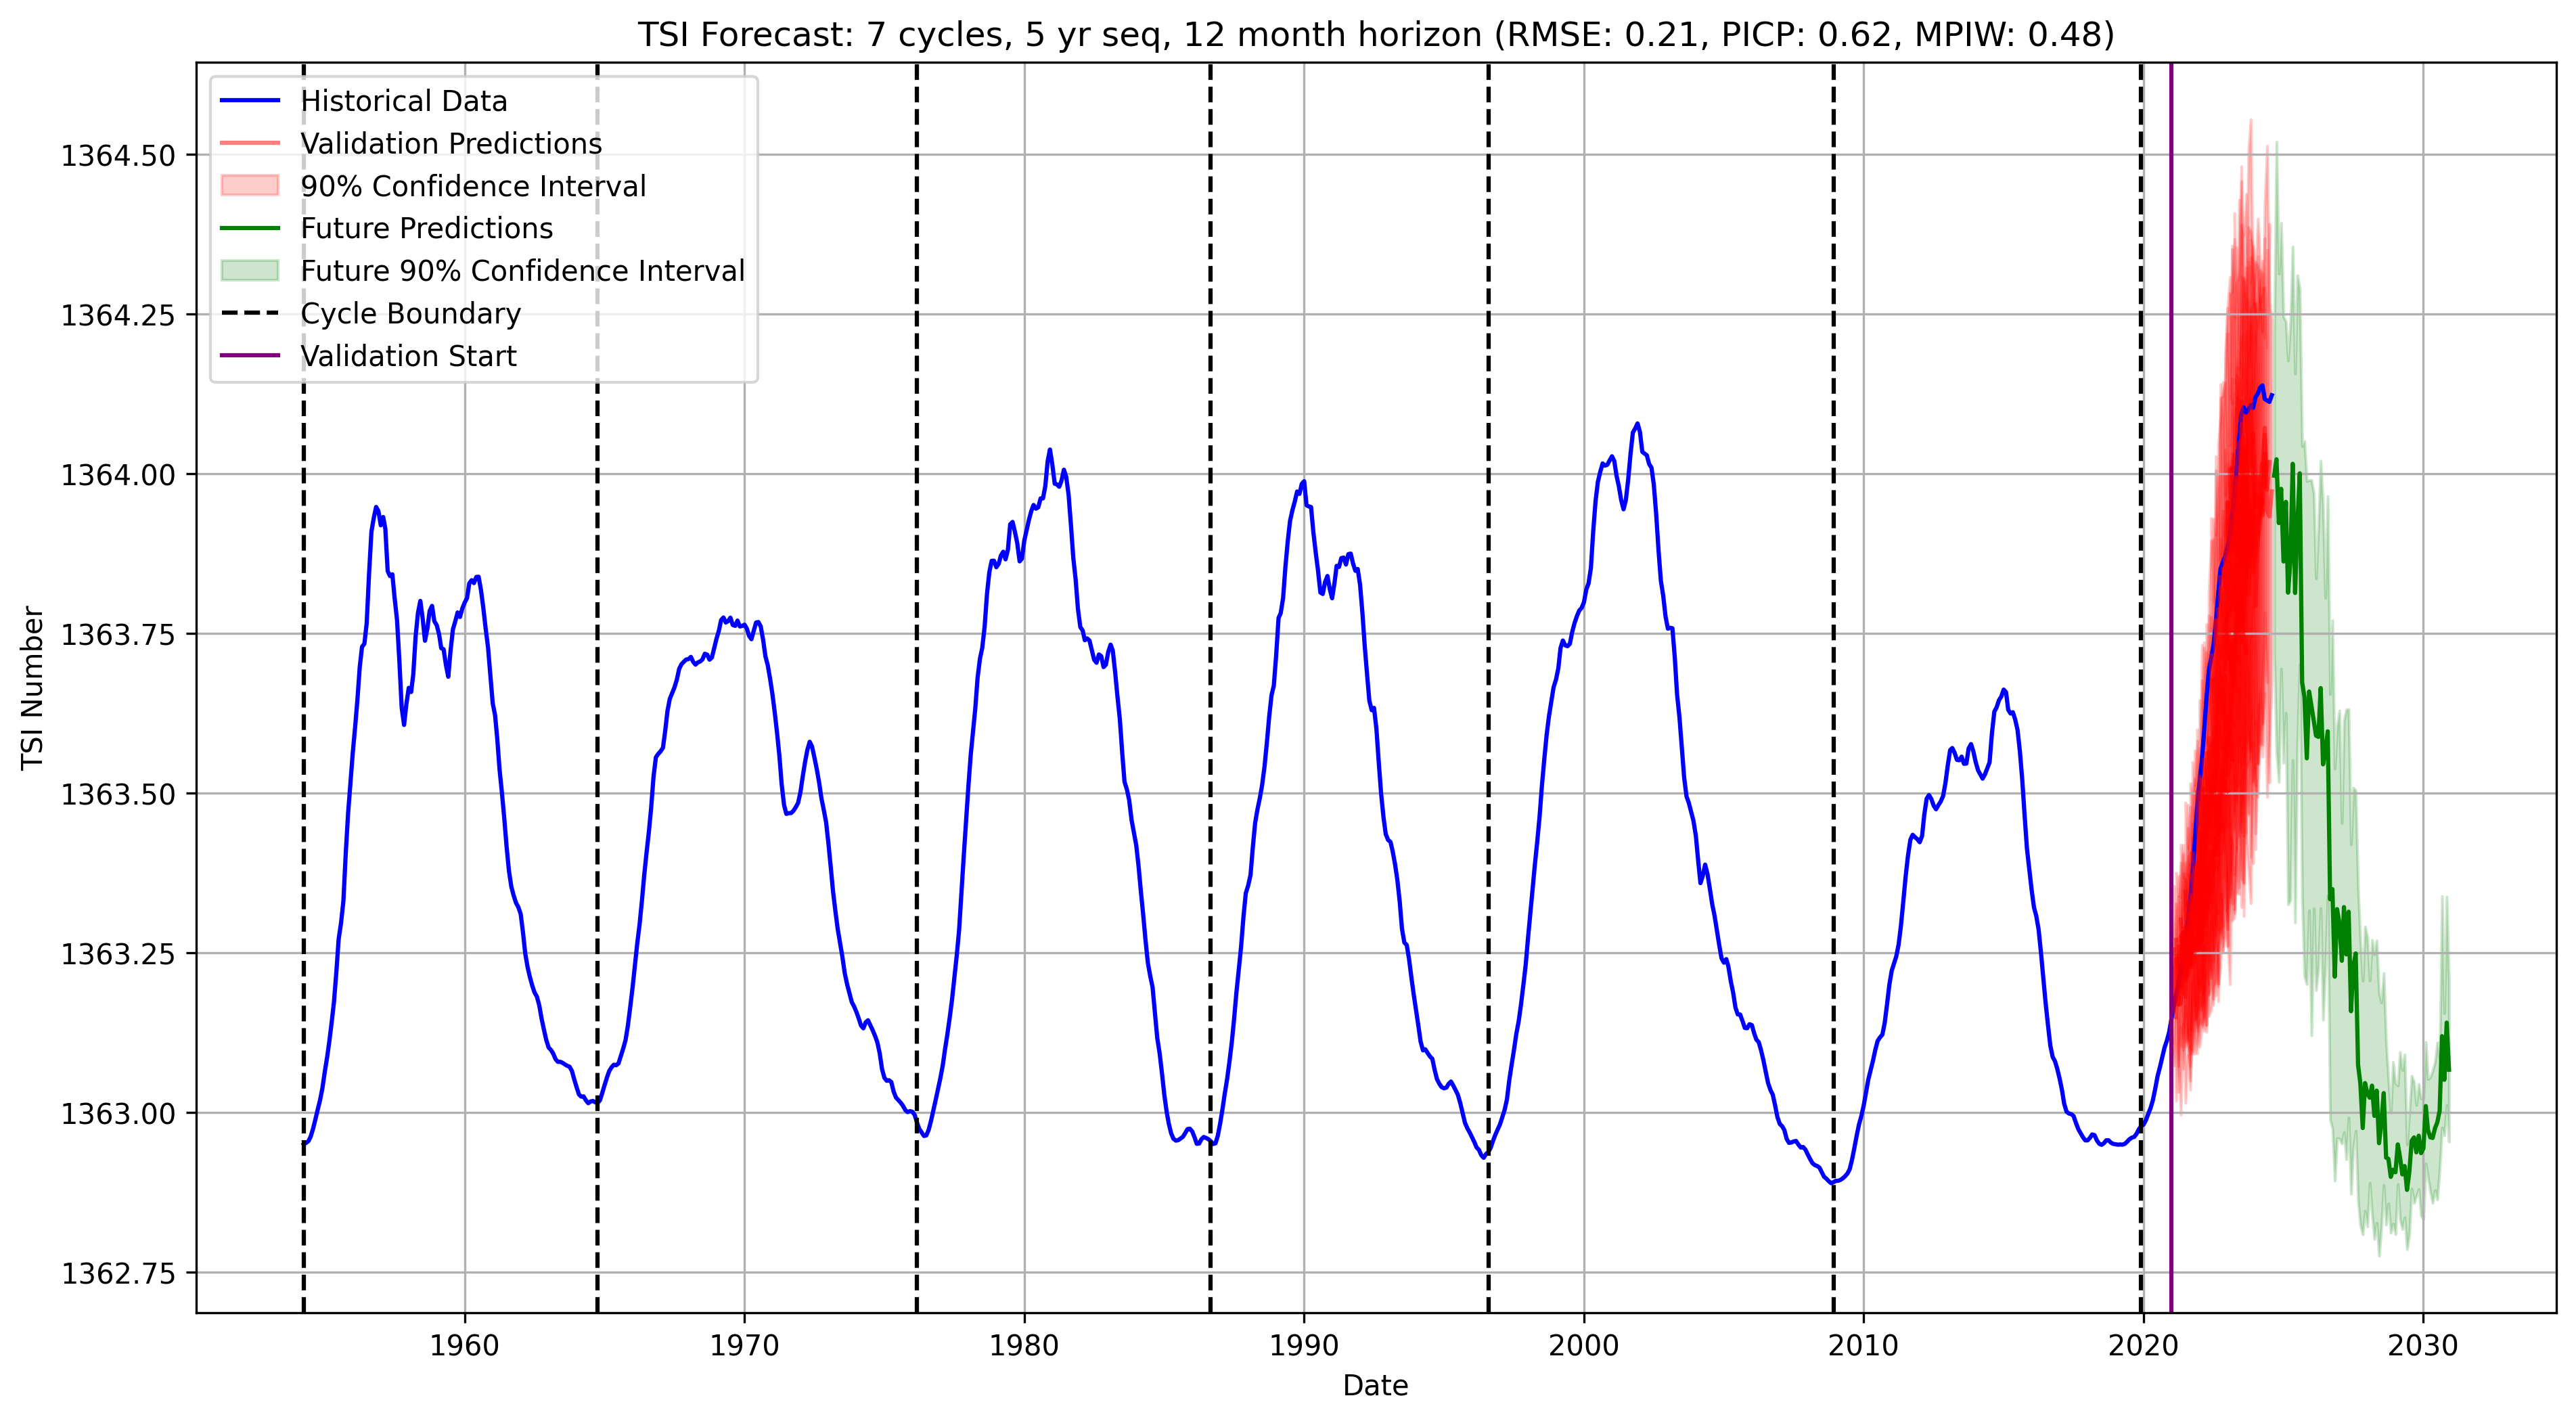 TSI Forecast: 7 cycles, 5 yr seq, 12 month horizon (RMSE: 0.21, PICP: 0.62, MPIW: 0.48)
Historical Data
Validation Predictions
90% Confidence Interval
Future Predictions
Future 90% Confidence Interval
Cycle Boundary
Validation Start
TSI Number
1364.50
1364.25
1364.00
1363.75
1363.50
1363.25
1363.00
1362.75
1960
1970
1980
1990
2000
2010
2020
2030
Date